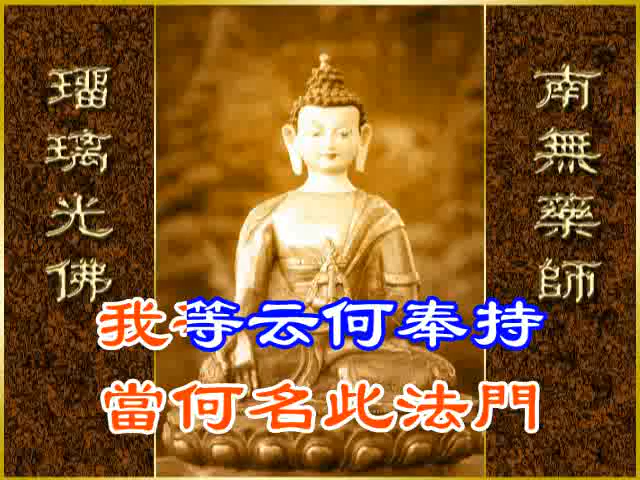 南無藥師
瑠璃光佛
當何名此法門
我等云何奉持